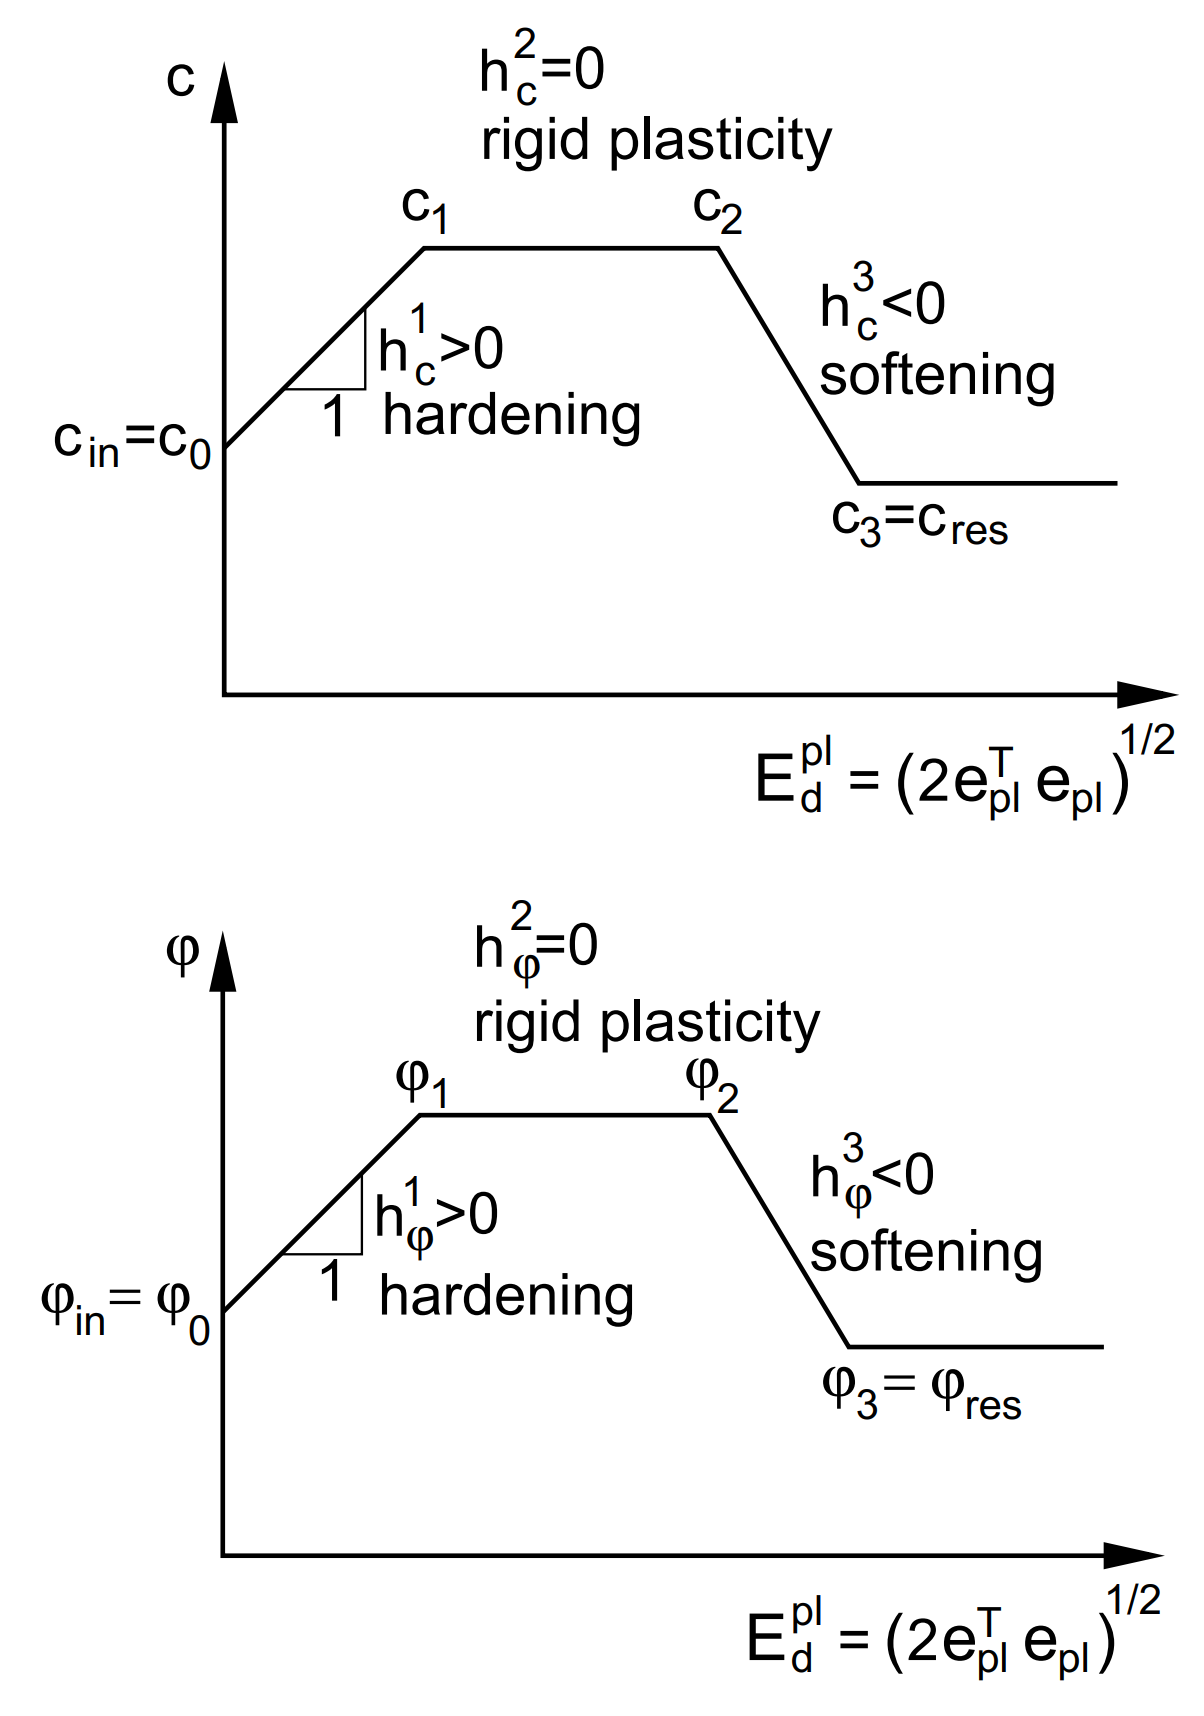 c
h_c^2=0
rigid plasticity
c_1
c_2
h_c^3<0
softening
h_c^1>0
1
hardening
c_in=c_0
c_3=c_res
E_d^pl = (2e_pl^T e_pl)^1/2
φ
h_φ^2=0
rigid plasticity
φ_1
φ_2
h_φ^3<0
softening
h_φ^1>0
1
hardening
φ_in= φ_0
φ_3= φ_res
E_d^pl = (2e_pl^T e_pl)^1/2